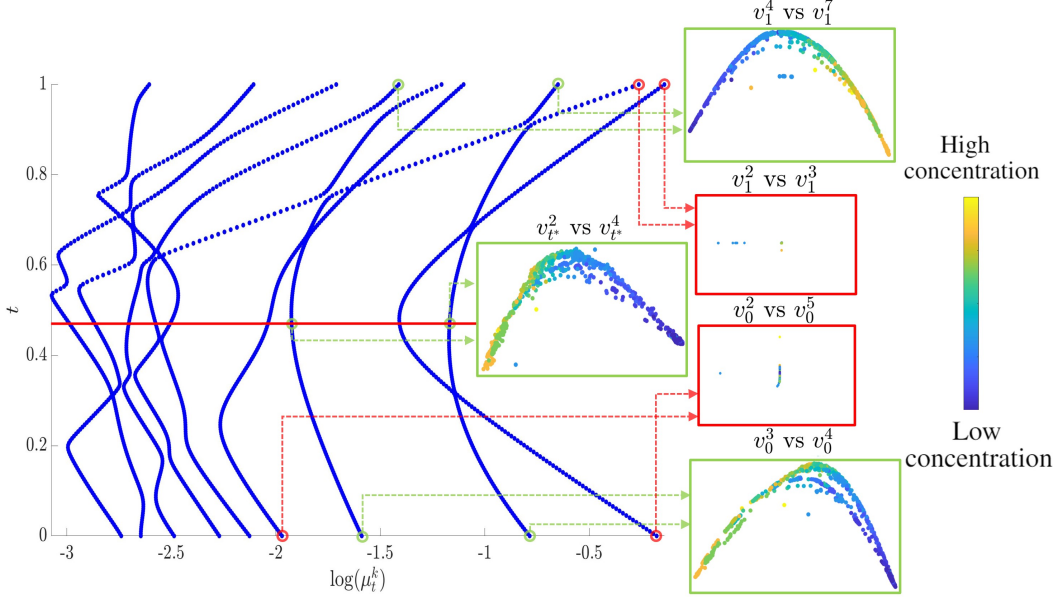 v_1^4 vs v_1^7
1
0.8
0.6
0.4
0.2
0
t
-3
-2.5
-2
-1.5
-1
-0.5
log(μ_t^k)
v_1^2 vs v_1^3
v_{t*}^2 vs v_{t*}^4
v_0^2 vs v_0^5
v_0^3 vs v_0^4
High
concentration
Low
concentration